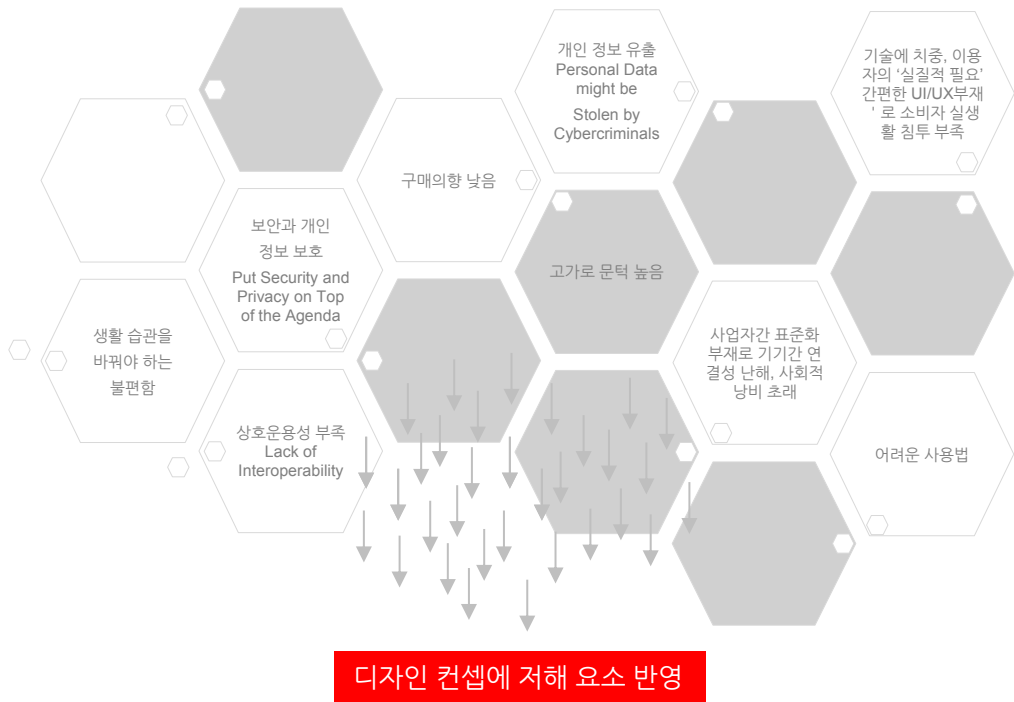 개인 정보 유출
Personal Data
might be
Stolen by
Cybercriminals
기술에 치중, 이용
자의 ‘실질적 필요’
간편한 UI/UX부재
‘ 로 소비자 실생
활 침투 부족
구매의향 낮음
보안과 개인
정보 보호
Put Security and
Privacy on Top
of the Agenda
고가로 문턱 높음
생활 습관을
바꿔야 하는
불편함
사업자간 표준화
부재로 기기간 연
결성 난해, 사회적
낭비 초래
상호운용성 부족
Lack of
Interoperability
어려운 사용법
디자인 컨셉에 저해 요소 반영